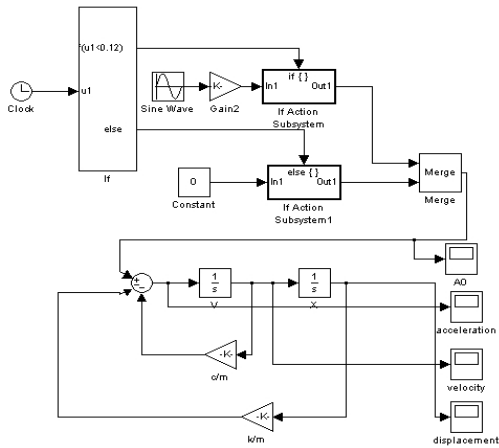 if(u1<0.12)
u1
else
If
Clock
Sine Wave
-K-
Gain2
if { }
In1
Out1
If Action
Subsystem
0
Constant
else { }
In1
Out1
If Action
Subsystem1
Merge
Merge
A0
+
-
-
1
s
V
1
s
X
acceleration
-K-
c/m
velocity
-K-
k/m
displacement